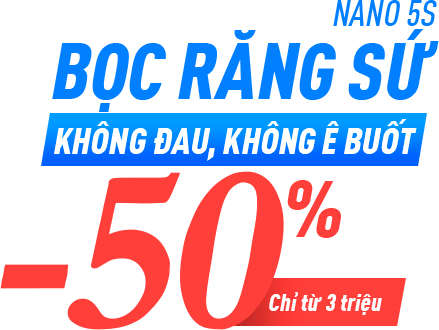 NANO 5S
BỌC RĂNG SỨ
KHÔNG ĐAU, KHÔNG Ê BUỐT
-50%
Chỉ từ 3 triệu